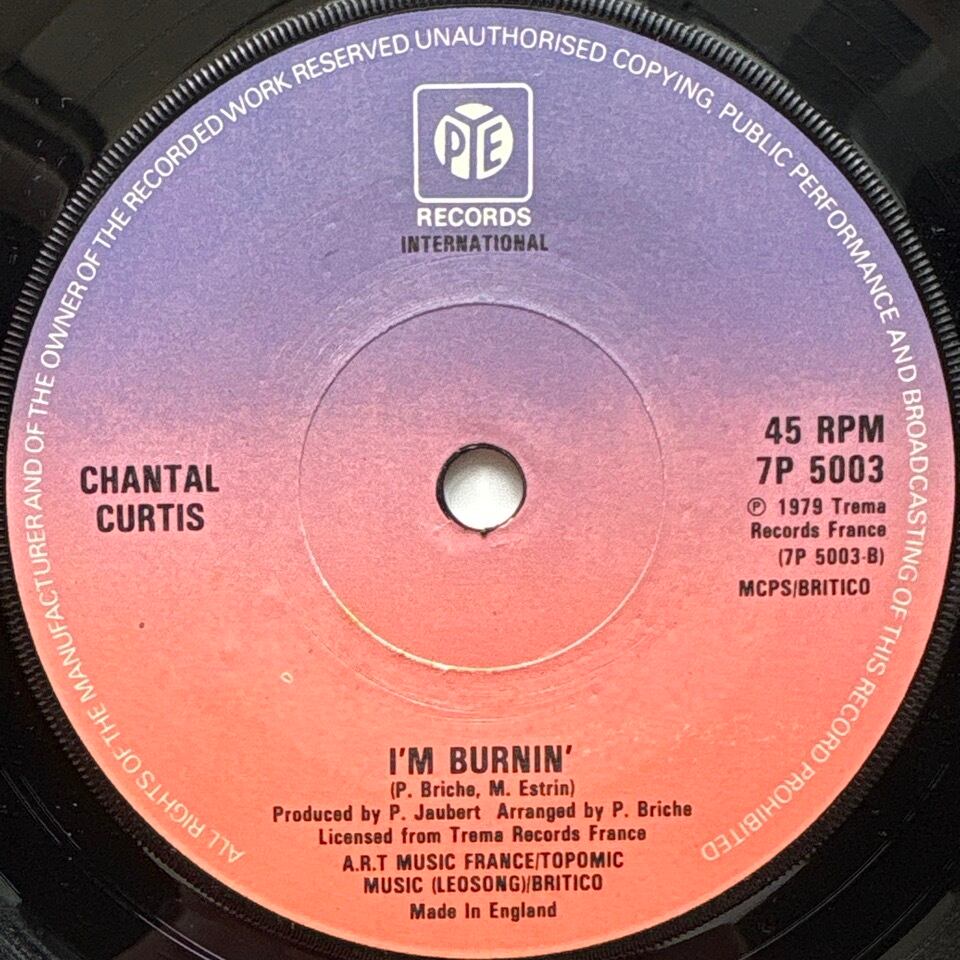 ALL RIGHTS OF THE MANUFACTURER AND OF THE OWNER OF THE RECORDED WORK RESERVED. UNAUTHORISED COPYING, PUBLIC PERFORMANCE AND BROADCASTING OF THIS RECORD PROHIBITED
PYE
RECORDS
INTERNATIONAL
CHANTAL
CURTIS
45 RPM
7P 5003
℗ 1979 Trema
Records France
(7P 5003-B)
MCPS/BRITICO
I'M BURNIN'
(P. Briche, M. Estrin)
Produced by P. Jaubert Arranged by P. Briche
Licensed from Trema Records France
A.R.T MUSIC FRANCE/TOPOMIC
MUSIC (LEOSONG)/BRITICO
Made In England